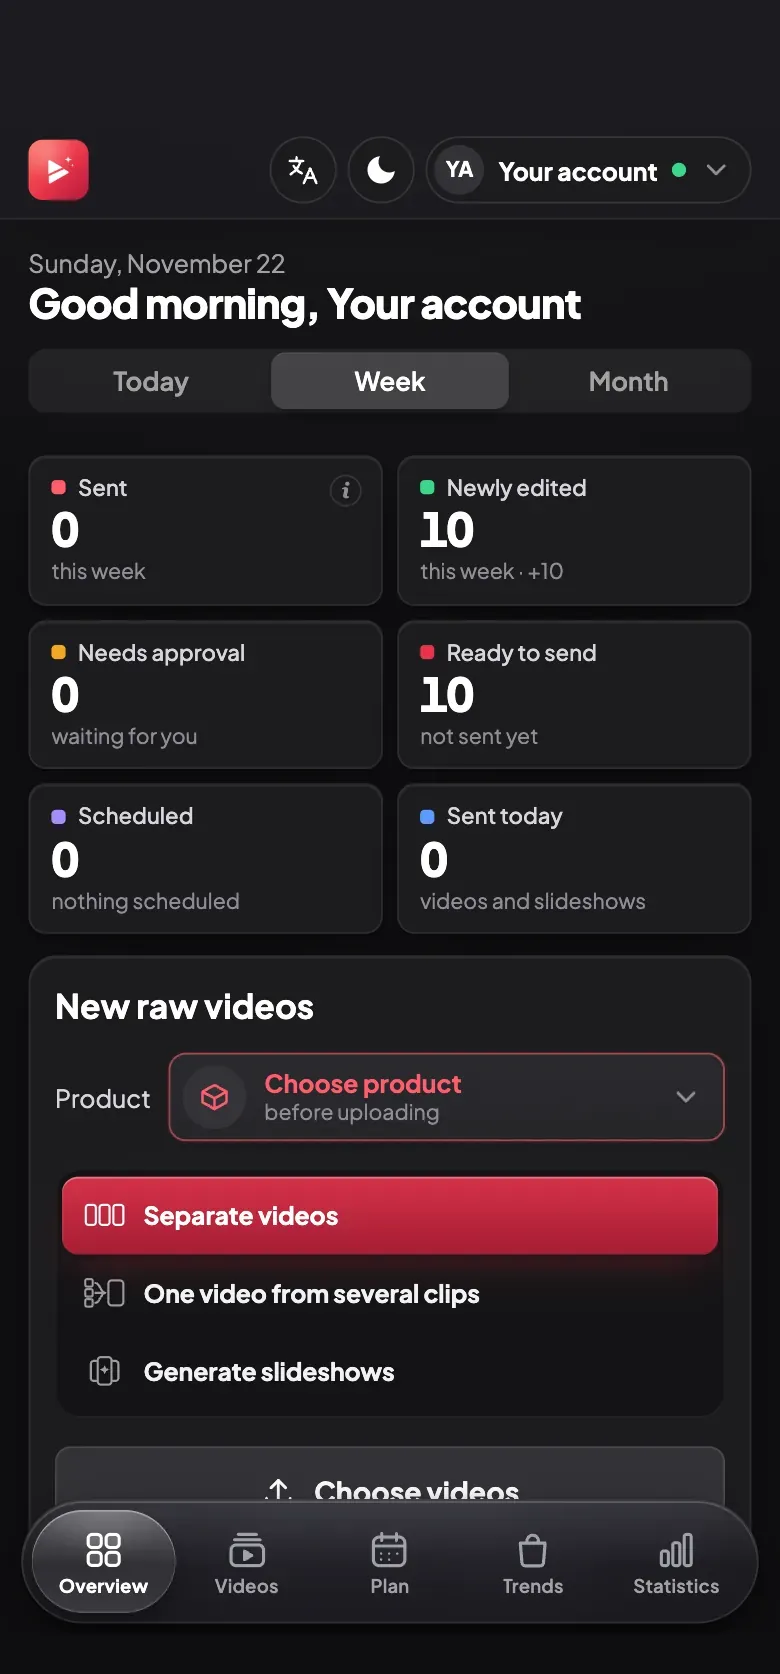 YA Your account
Sunday, November 22
Good morning, Your account
Today Week Month
Sent
0
this week
Newly edited
10
this week · +10
Needs approval
0
waiting for you
Ready to send
10
not sent yet
Scheduled
0
nothing scheduled
Sent today
0
videos and slideshows
New raw videos
Product
Choose product
before uploading
Separate videos
One video from several clips
Generate slideshows
Choose videos
Overview Videos Plan Trends Statistics